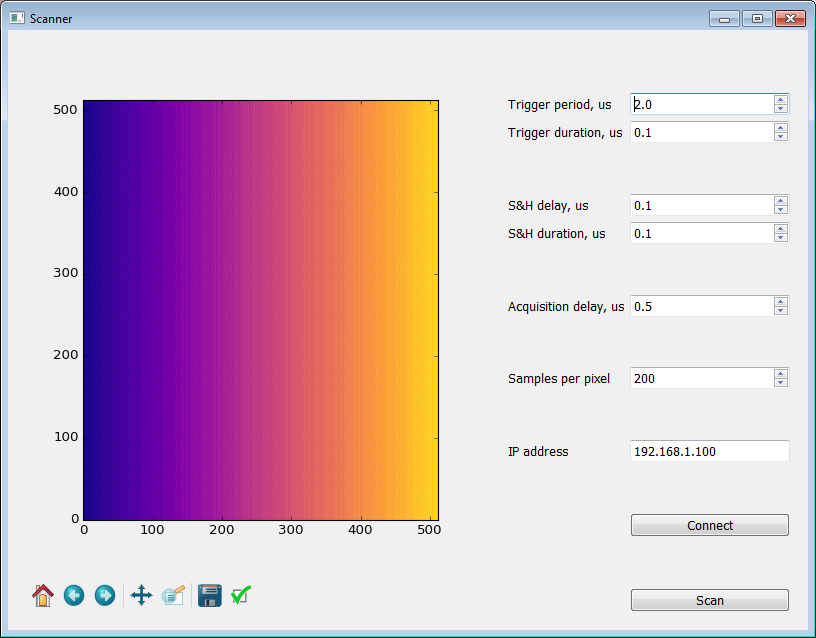 Scanner
500
400
300
200
100
0
0 100 200 300 400 500
Trigger period, us 2.0
Trigger duration, us 0.1
S&H delay, us 0.1
S&H duration, us 0.1
Acquisition delay, us 0.5
Samples per pixel 200
IP address 192.168.1.100
Connect
Scan